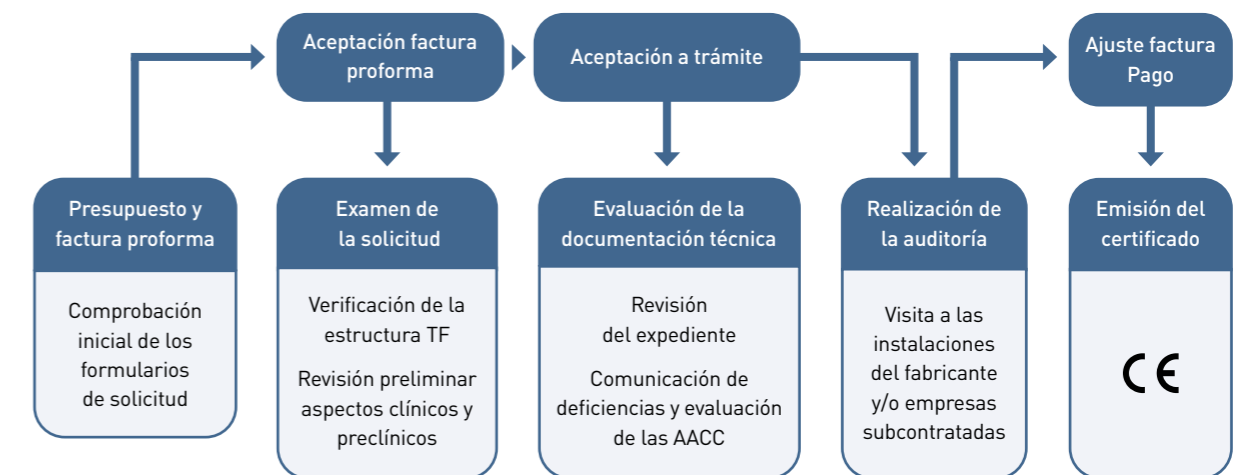 Aceptación factura
proforma
Aceptación a trámite
Ajuste factura
Pago
Presupuesto y
factura proforma
Comprobación
inicial de los
formularios
de solicitud
Examen de
la solicitud
Verificación de la
estructura TF
Revisión preliminar
aspectos clínicos y
preclínicos
Evaluación de la
documentación técnica
Revisión
del expediente
Comunicación de
deficiencias y evaluación
de las AACC
Realización de
la auditoría
Visita a las
instalaciones
del fabricante
y/o empresas
subcontratadas
Emisión del
certificado
CE